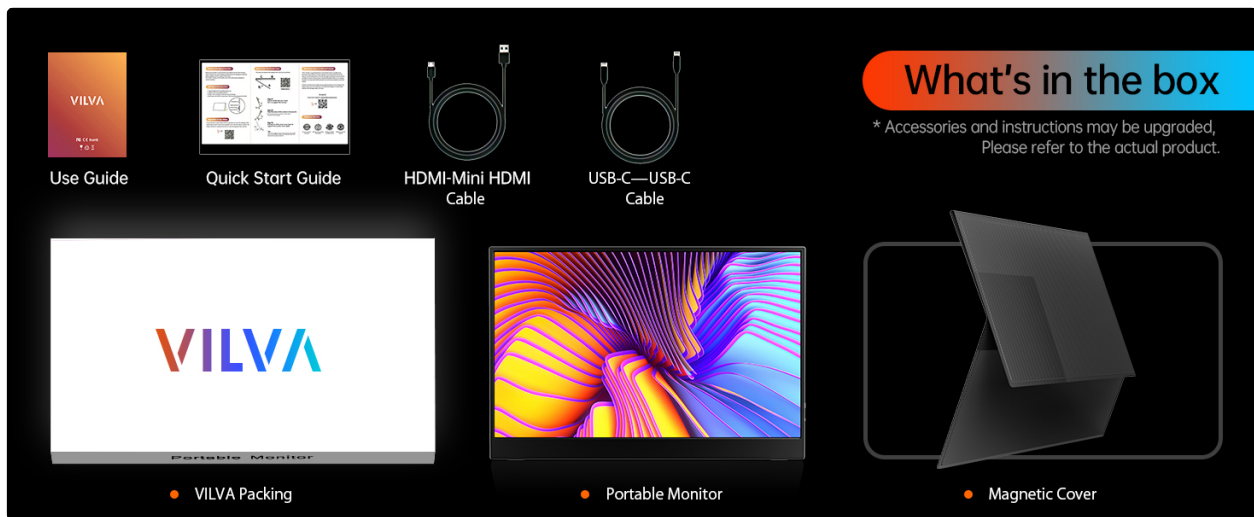 What's in the box
* Accessories and instructions may be upgraded,
Please refer to the actual product.
VILVA
Use Guide
Quick Start Guide
HDMI-Mini HDMI
Cable
USB-C—USB-C
Cable
VILVA
Portable Monitor
VILVA Packing
Portable Monitor
Magnetic Cover